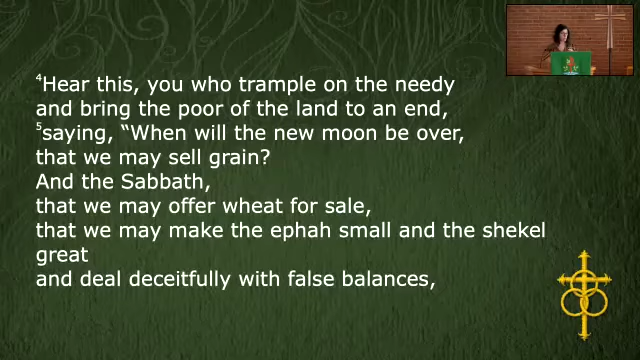 ⁴Hear this, you who trample on the needy
and bring the poor of the land to an end,
⁵saying, “When will the new moon be over,
that we may sell grain?
And the Sabbath,
that we may offer wheat for sale,
that we may make the ephah small and the shekel
great
and deal deceitfully with false balances,